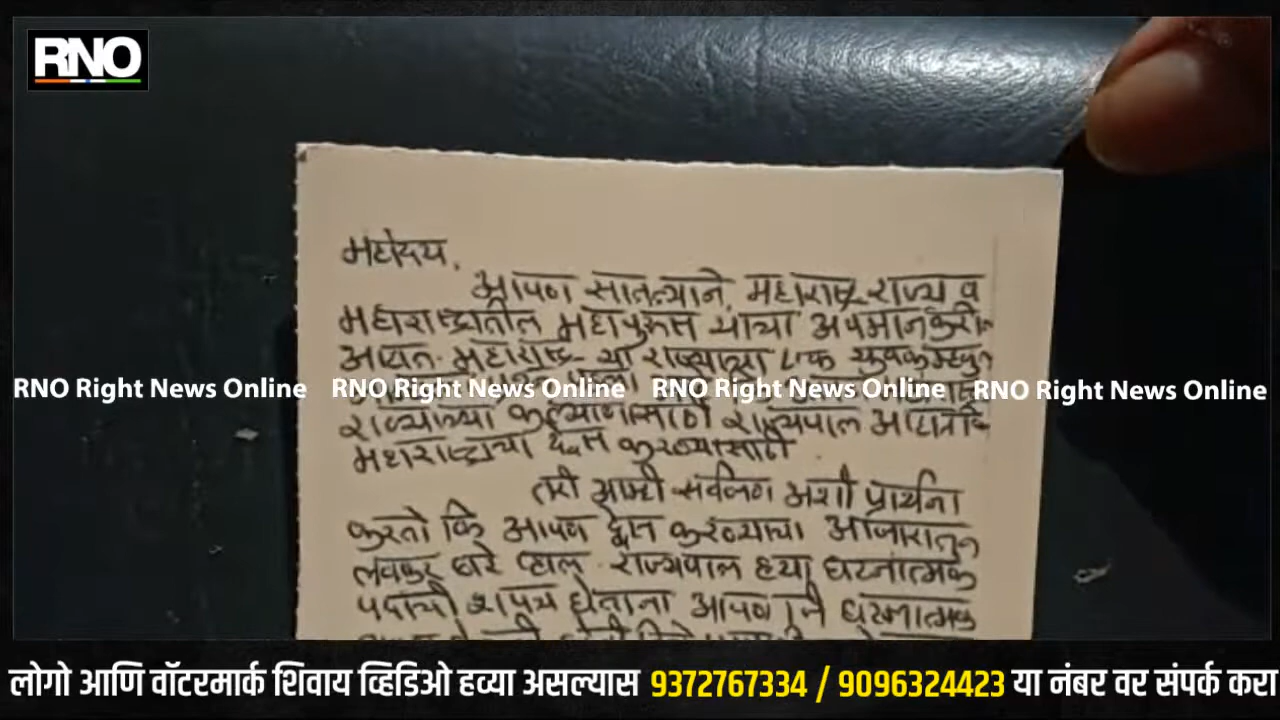 RNO
महोदय,
आपण सातत्याने, महाराष्ट्र राज्य व
महाराष्ट्रातील महापुरुष यांचा अपमान करीत
आहात. महाराष्ट्र या राज्याला एक
RNO Right News Online RNO Right News Online RNO Right News Online RNO Right News Online
राज्याच्या कल्याणासाठी राज्यपाल आहात कि
महाराष्ट्राचा द्वेष करण्यासाठी
तरी आम्ही सर्वजण अशी प्रार्थना
करतो कि आपण द्वेष करण्याचा आजारातून
लवकर बरे व्हाल. राज्यपाल ह्या घटनात्मक
पदाची शपथ घेताना आपण घटनात्मक
लोगो आणि वॉटरमार्क शिवाय व्हिडिओ हव्या असल्यास 9372767334 / 9096324423 या नंबर वर संपर्क करा